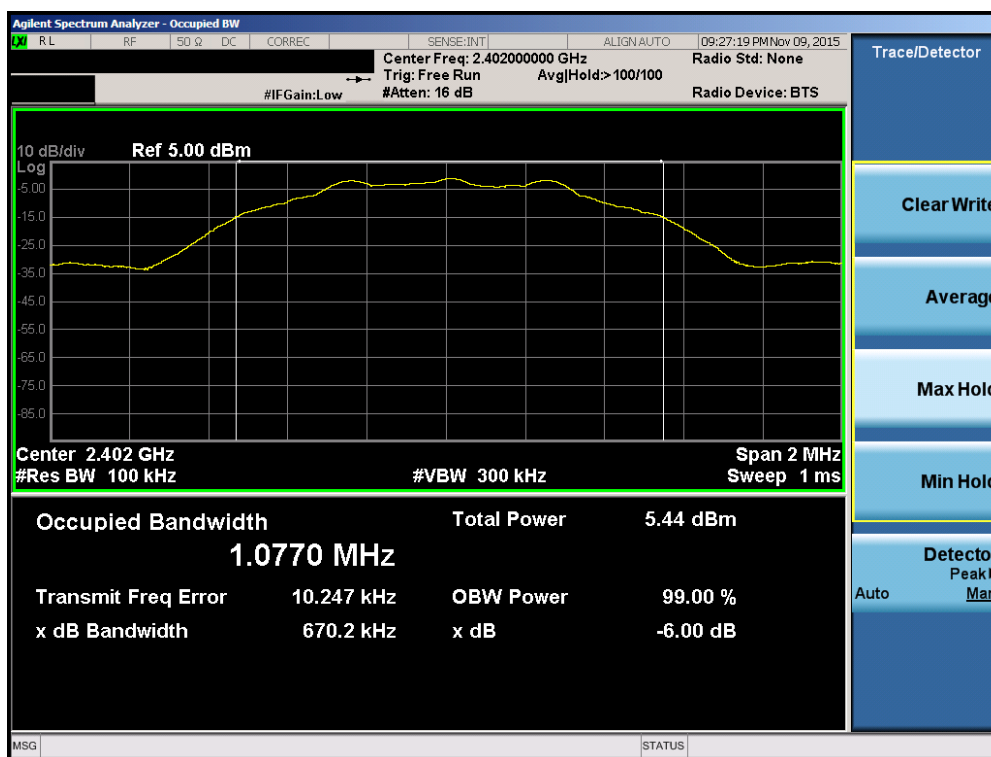 Agilent Spectrum Analyzer - Occupied BW
LXI RL RF 50 Ω DC CORREC SENSE:INT ALIGN AUTO 09:27:19 PM Nov 09, 2015
Center Freq: 2.402000000 GHz Radio Std: None
Trig: Free Run Avg|Hold:>100/100
#IFGain:Low #Atten: 16 dB Radio Device: BTS
Trace/Detector
10 dB/div Ref 5.00 dBm
Log
-5.00
-15.0
-25.0
-35.0
-45.0
-55.0
-65.0
-75.0
-85.0
Center 2.402 GHz Span 2 MHz
#Res BW 100 kHz #VBW 300 kHz Sweep 1 ms
Occupied Bandwidth Total Power 5.44 dBm
1.0770 MHz
Transmit Freq Error 10.247 kHz OBW Power 99.00 %
x dB Bandwidth 670.2 kHz x dB -6.00 dB
Clear Write
Averag
Max Hold
Min Hold
Detecto
Peak
Auto Man
MSG STATUS